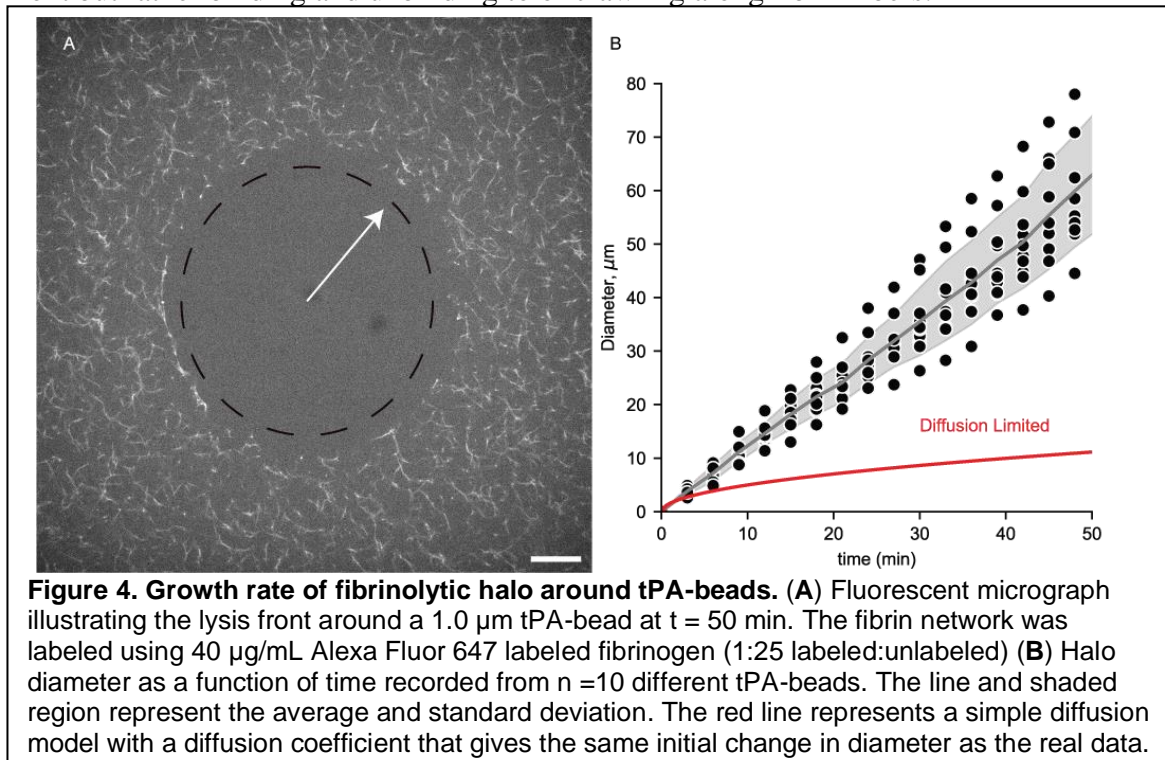 A
B
80
70
60
50
40
30
20
10
0
Diameter, µm
Diffusion Limited
0 10 20 30 40 50
time (min)
Figure 4. Growth rate of fibrinolytic halo around tPA-beads. (A) Fluorescent micrograph
illustrating the lysis front around a 1.0 µm tPA-bead at t = 50 min. The fibrin network was
labeled using 40 µg/mL Alexa Fluor 647 labeled fibrinogen (1:25 labeled:unlabeled) (B) Halo
diameter as a function of time recorded from n =10 different tPA-beads. The line and shaded
region represent the average and standard deviation. The red line represents a simple diffusion
model with a diffusion coefficient that gives the same initial change in diameter as the real data.